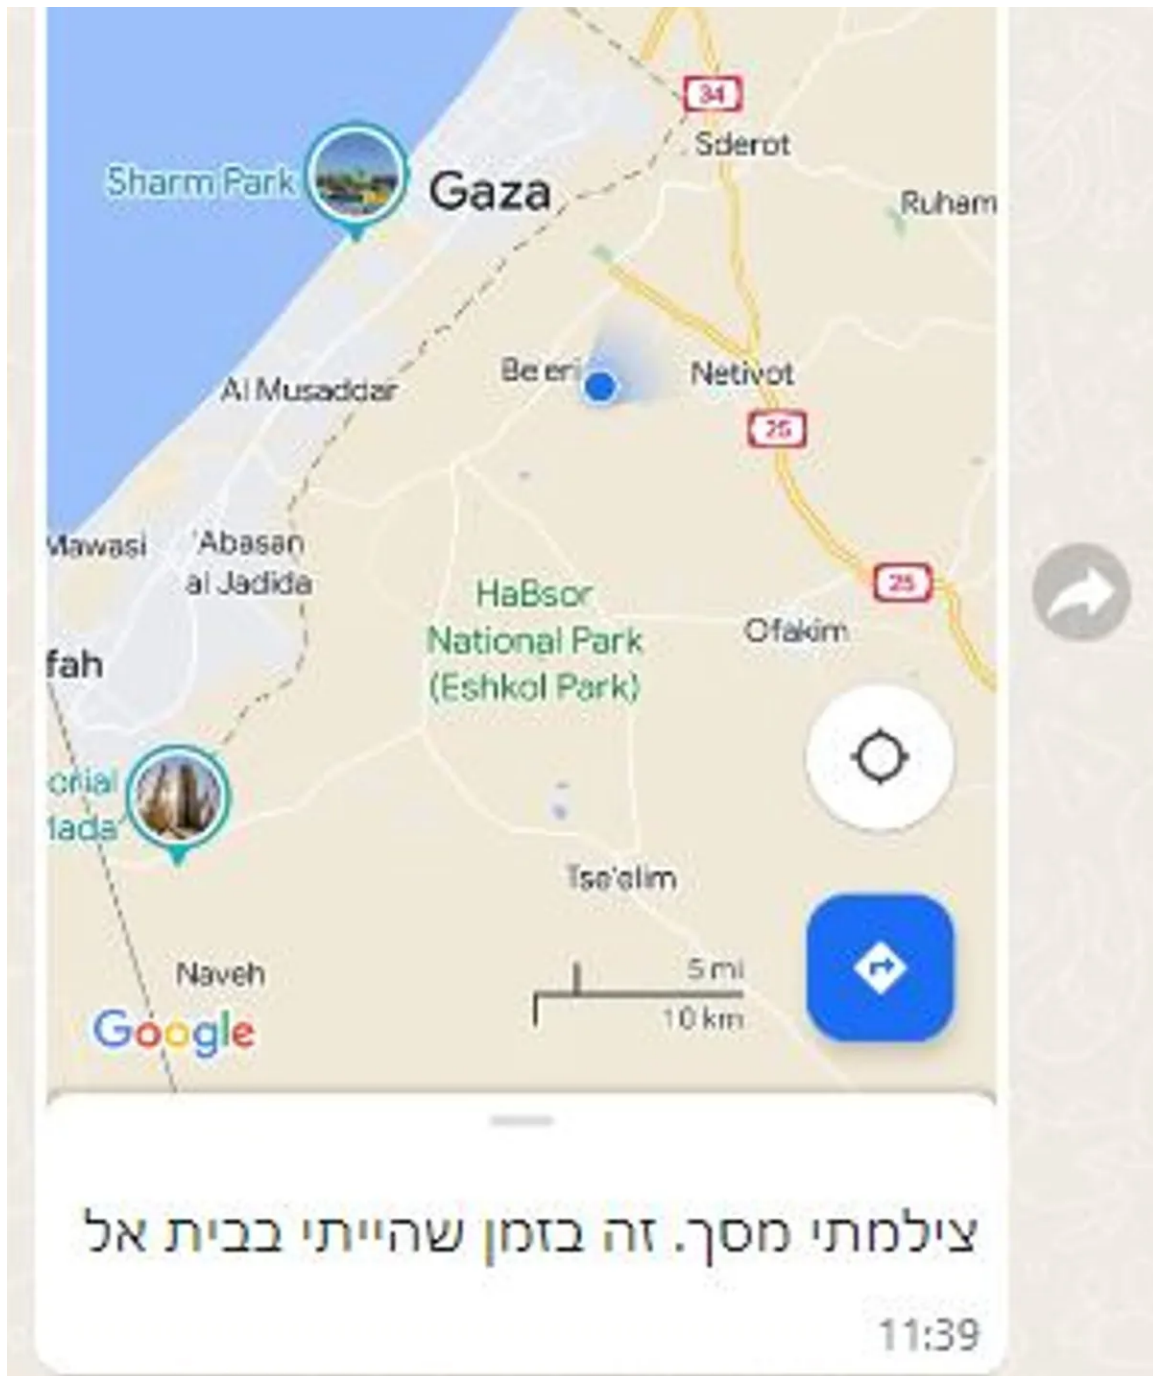 34
Sderot
Sharm Park
Gaza
Ruham
Be'eri
Netivot
Al Musaddar
25
Mawasi
'Abasan
al Jadida
25
HaBsor
National Park
(Eshkol Park)
Ofakim
fah
orial
Tse'elim
5 mi
10 km
Naveh
Google
צילמתי מסך. זה בזמן שהייתי בבית אל
11:39